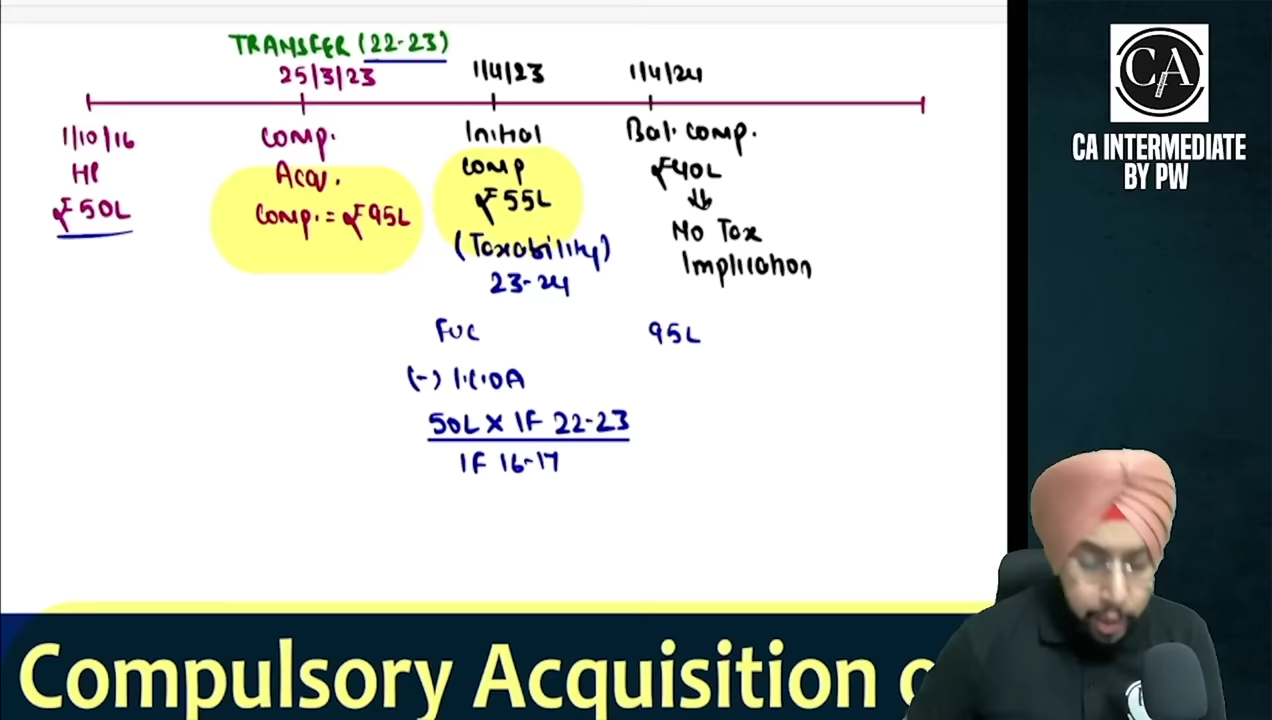 TRANSFER (22-23)
25/3/23
1/4/23
1/4/24
1/10/16
HP
₹50L
Comp.
Acqu.
Comp. = ₹95L
Initial
Comp
₹55L
(Taxability)
23-24
Bal. Comp.
₹40L
No Tax
Implication
FVC 95L
(-) I.C.O.A
50L × IF 22-23
IF 16-17
Compulsory Acquisition o
CA
CA INTERMEDIATE
BY PW